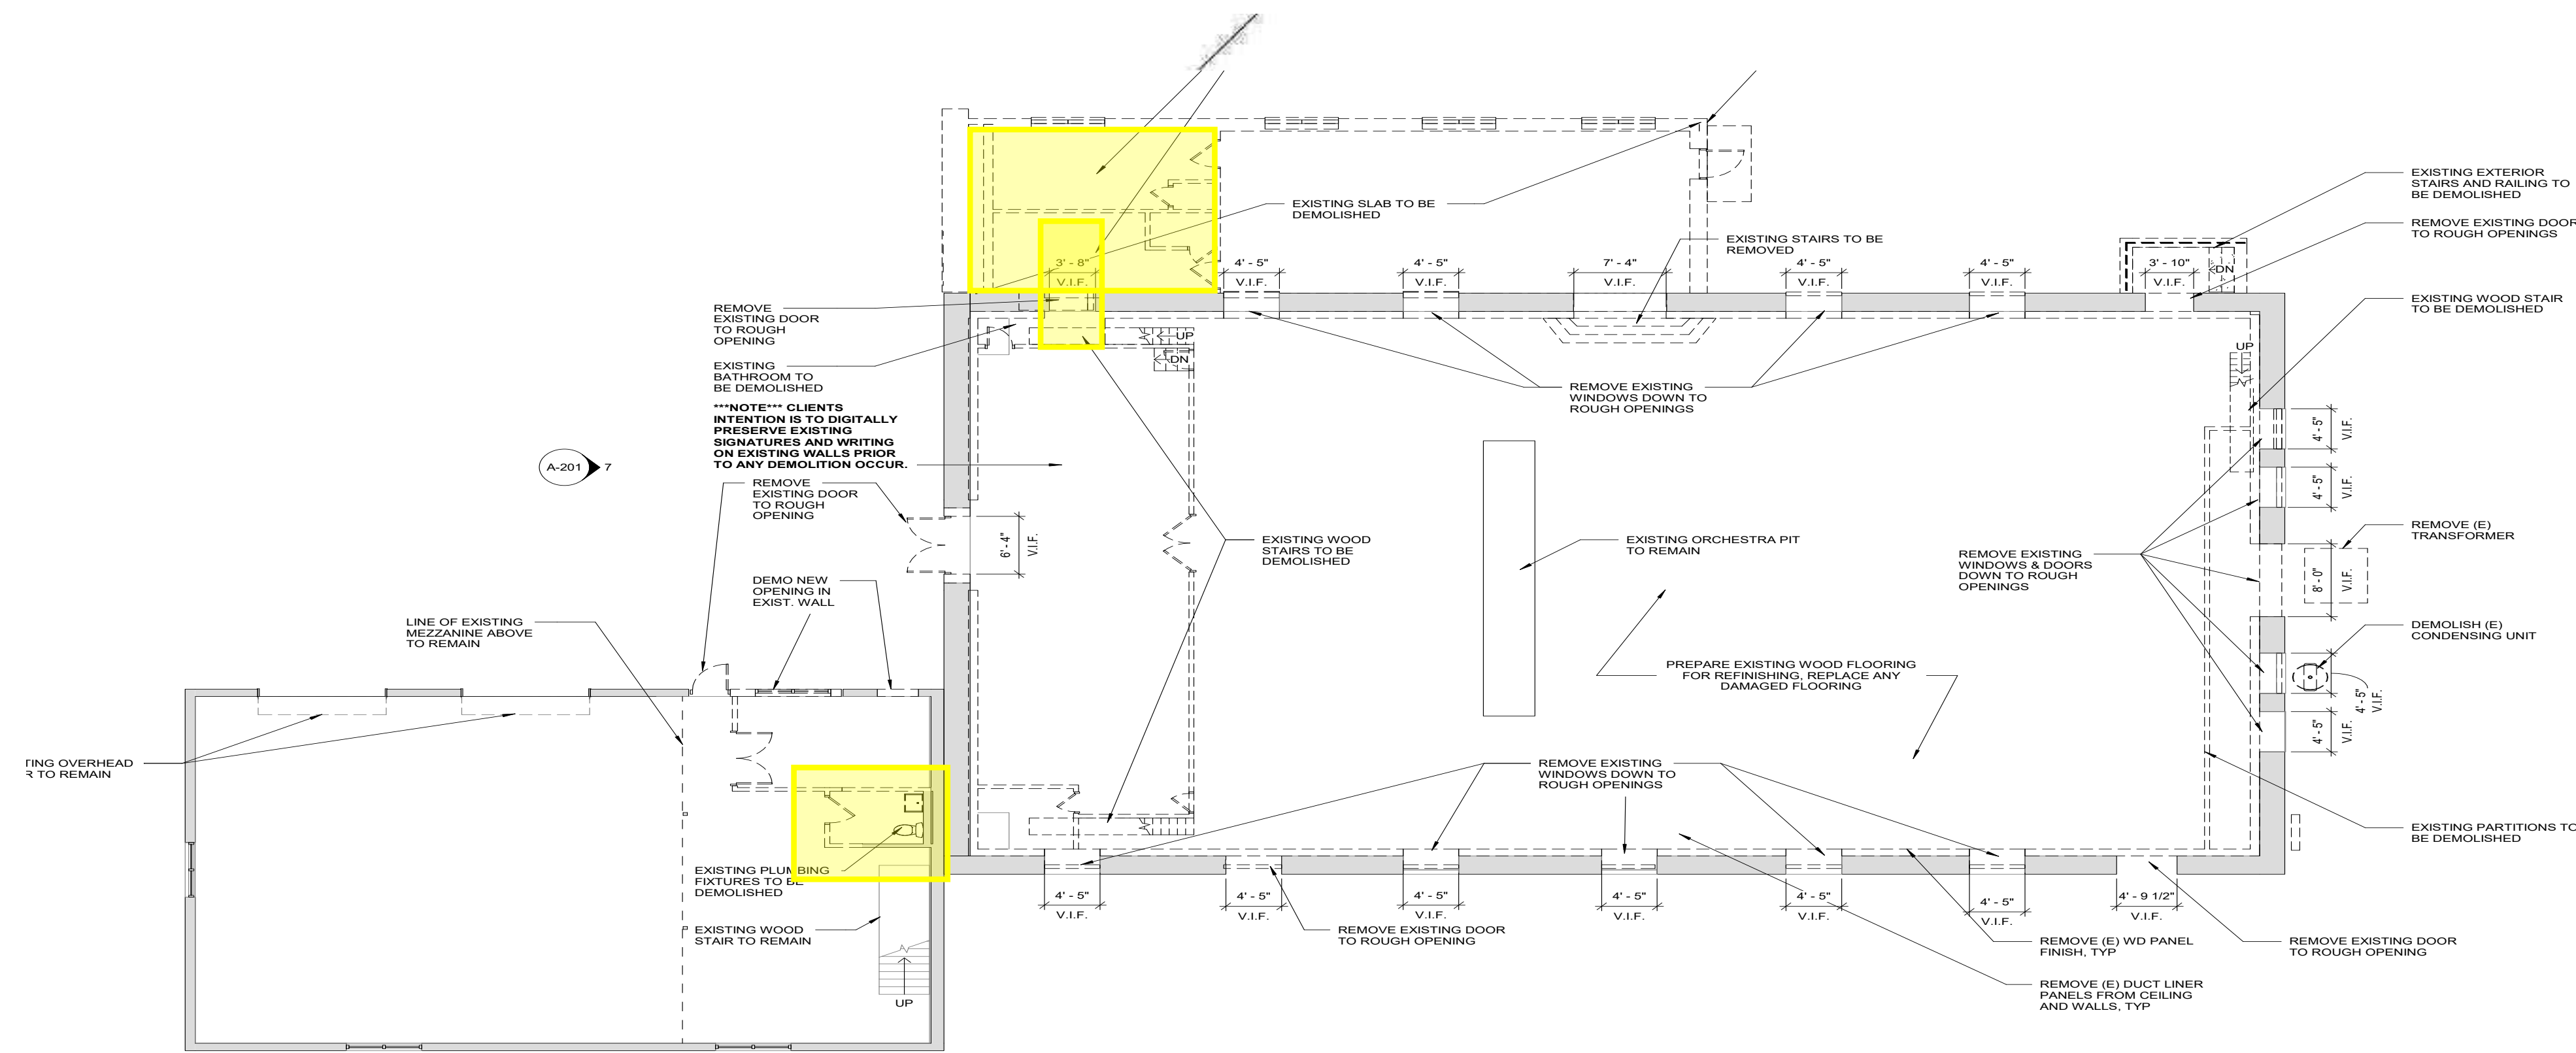 EXISTING SLAB TO BE
DEMOLISHED
EXISTING STAIRS TO BE
REMOVED
EXISTING EXTERIOR
STAIRS AND RAILING TO
BE DEMOLISHED
REMOVE EXISTING DOOR
TO ROUGH OPENINGS
3' - 8"
V.I.F.
4' - 5"
V.I.F.
4' - 5"
V.I.F.
7' - 4"
V.I.F.
4' - 5"
V.I.F.
4' - 5"
V.I.F.
3' - 10"
V.I.F.
DN
EXISTING WOOD STAIR
TO BE DEMOLISHED
REMOVE
EXISTING DOOR
TO ROUGH
OPENING
UP
DN
UP
EXISTING
BATHROOM TO
BE DEMOLISHED
REMOVE EXISTING
WINDOWS DOWN TO
ROUGH OPENINGS
***NOTE*** CLIENTS
INTENTION IS TO DIGITALLY
PRESERVE EXISTING
SIGNATURES AND WRITING
ON EXISTING WALLS PRIOR
TO ANY DEMOLITION OCCUR.
4' - 5"
V.I.F.
4' - 5"
V.I.F.
A-201
7
REMOVE
EXISTING DOOR
TO ROUGH
OPENING
6' - 4"
V.I.F.
EXISTING WOOD
STAIRS TO BE
DEMOLISHED
EXISTING ORCHESTRA PIT
TO REMAIN
REMOVE EXISTING
WINDOWS & DOORS
DOWN TO ROUGH
OPENINGS
REMOVE (E)
TRANSFORMER
8' - 0"
V.I.F.
DEMO NEW
OPENING IN
EXIST. WALL
LINE OF EXISTING
MEZZANINE ABOVE
TO REMAIN
DEMOLISH (E)
CONDENSING UNIT
4' - 5"
V.I.F.
4' - 5"
V.I.F.
PREPARE EXISTING WOOD FLOORING
FOR REFINISHING, REPLACE ANY
DAMAGED FLOORING
TING OVERHEAD
R TO REMAIN
REMOVE EXISTING
WINDOWS DOWN TO
ROUGH OPENINGS
EXISTING PARTITIONS TO
BE DEMOLISHED
EXISTING PLUMBING
FIXTURES TO BE
DEMOLISHED
4' - 5"
V.I.F.
4' - 5"
V.I.F.
4' - 5"
V.I.F.
4' - 5"
V.I.F.
4' - 5"
V.I.F.
4' - 5"
V.I.F.
4' - 9 1/2"
V.I.F.
EXISTING WOOD
STAIR TO REMAIN
REMOVE EXISTING DOOR
TO ROUGH OPENING
REMOVE (E) WD PANEL
FINISH, TYP
REMOVE EXISTING DOOR
TO ROUGH OPENING
REMOVE (E) DUCT LINER
PANELS FROM CEILING
AND WALLS, TYP
UP